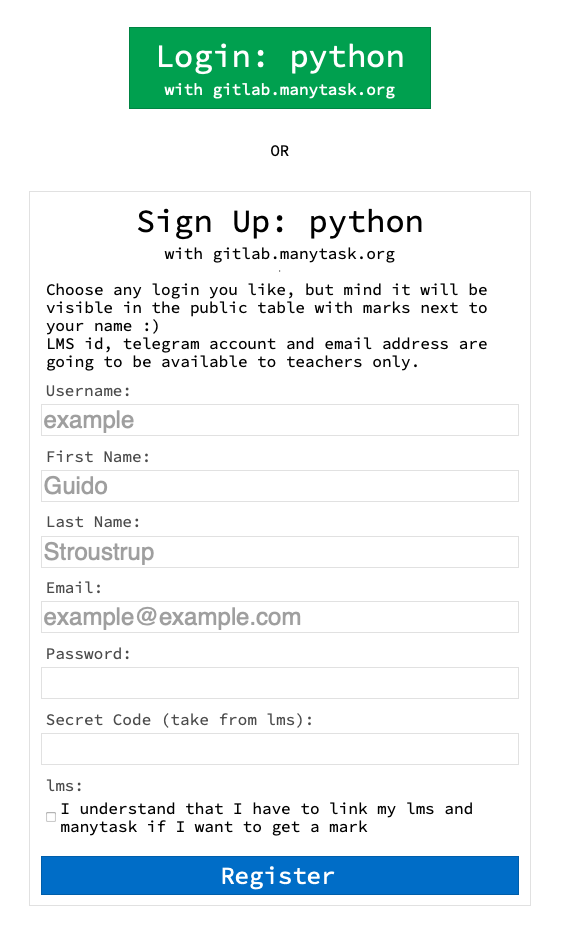 Login: python
with gitlab.manytask.org
OR
Sign Up: python
with gitlab.manytask.org
Choose any login you like, but mind it will be
visible in the public table with marks next to
your name :)
LMS id, telegram account and email address are
going to be available to teachers only.
Username:
example
First Name:
Guido
Last Name:
Stroustrup
Email:
example@example.com
Password:
Secret Code (take from lms):
lms:
I understand that I have to link my lms and
manytask if I want to get a mark
Register